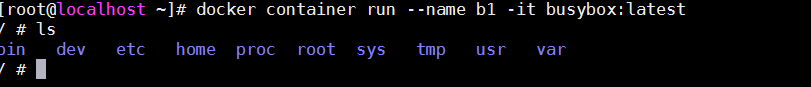 [root@localhost ~]# docker container run --name b1 -it busybox:latest
/ # ls
bin dev etc home proc root sys tmp usr var
/ #